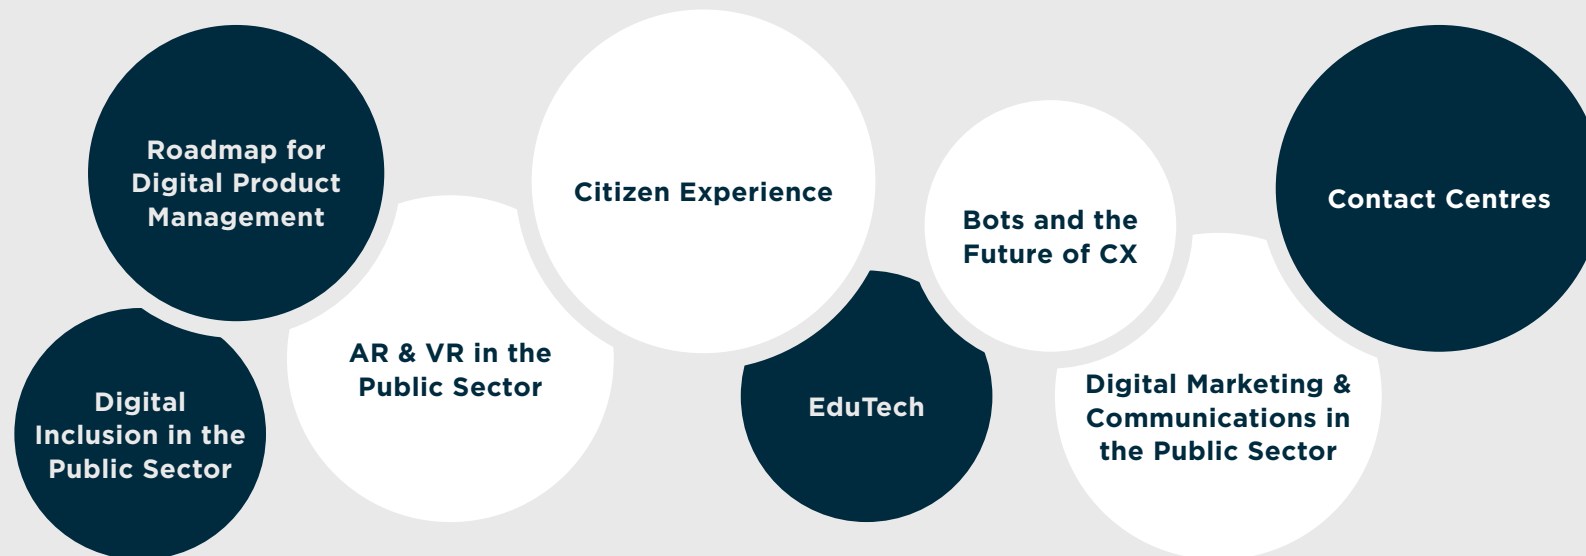 Roadmap for
Digital Product
Management
Digital
Inclusion in the
Public Sector
AR & VR in the
Public Sector
Citizen Experience
EduTech
Bots and the
Future of CX
Digital Marketing &
Communications in
the Public Sector
Contact Centres